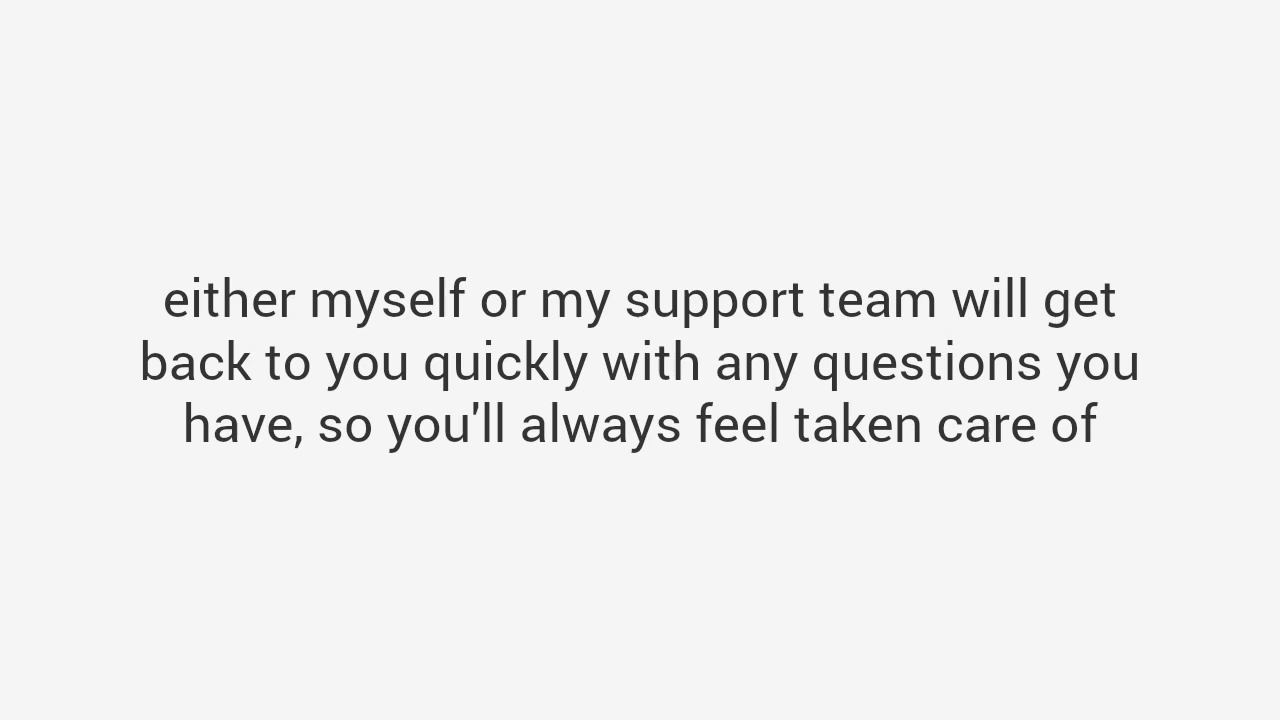 either myself or my support team will get
back to you quickly with any questions you
have, so you'll always feel taken care of